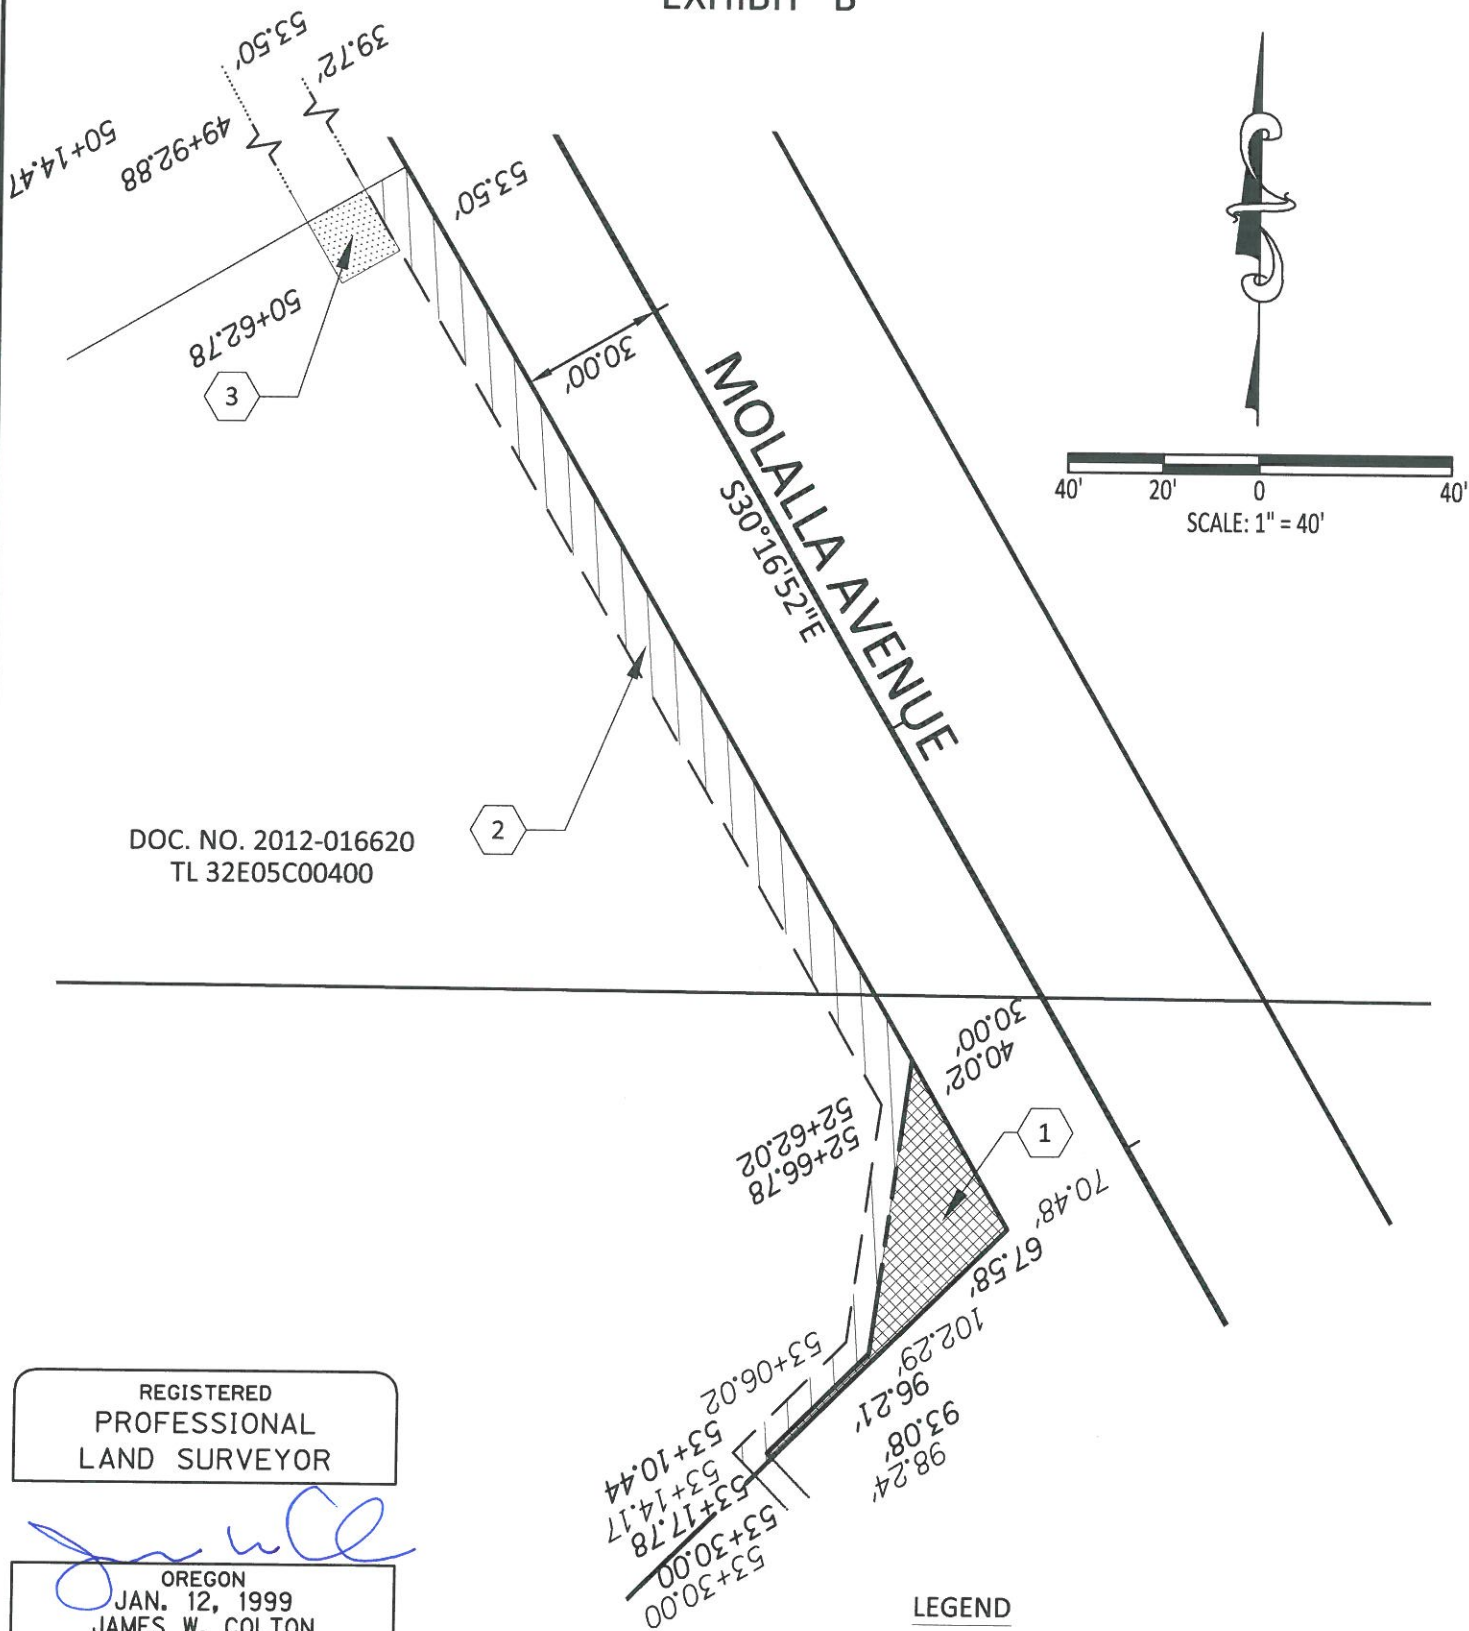 EXHIBIT "B"
53.50'
39.72'
50+14.47
49+92.88
53.50'
50+62.78
3
30.00'
MOLALLA AVENUE
S30°16'52"E
40' 20' 0 40'
SCALE: 1" = 40'
DOC. NO. 2012-016620
TL 32E05C00400
2
30.00'
40.02'
52+62.02
52+66.78
1
70.48'
67.58'
102.29'
96.21'
93.08'
98.24'
53+06.02
53+10.44
53+14.17
53+17.78
53+30.00
53+30.00
REGISTERED
PROFESSIONAL
LAND SURVEYOR
OREGON
JAN. 12, 1999
JAMES W. COLTON
LEGEND